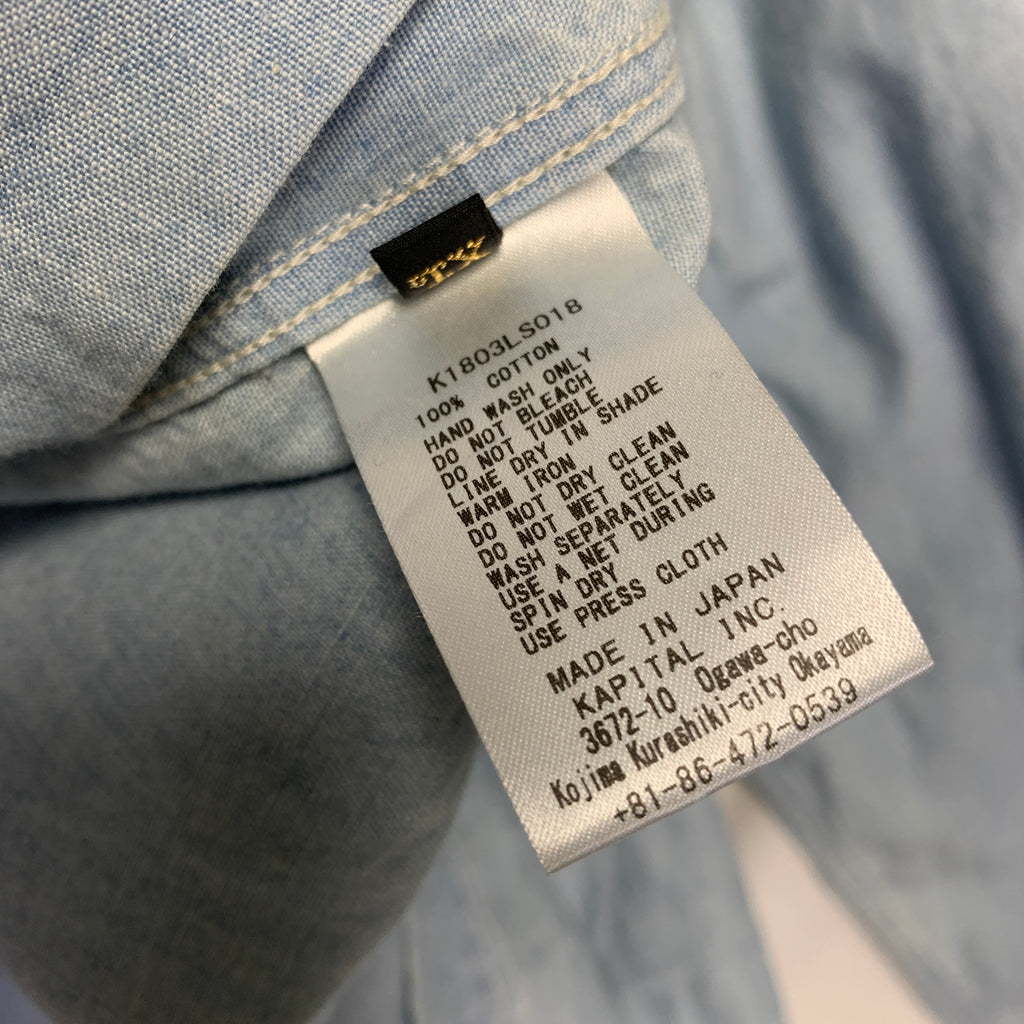 K1803LS018
100% COTTON
HAND WASH ONLY
DO NOT BLEACH
DO NOT TUMBLE
LINE DRY IN SHADE
WARM IRON
DO NOT DRY CLEAN
DO NOT WET CLEAN
WASH SEPARATELY
USE A NET DURING
SPIN DRY
USE PRESS CLOTH
MADE IN JAPAN
KAPITAL INC.
3672-10 Ogawa-cho
Kojima Kurashiki-city Okayama
+81-86-472-0539